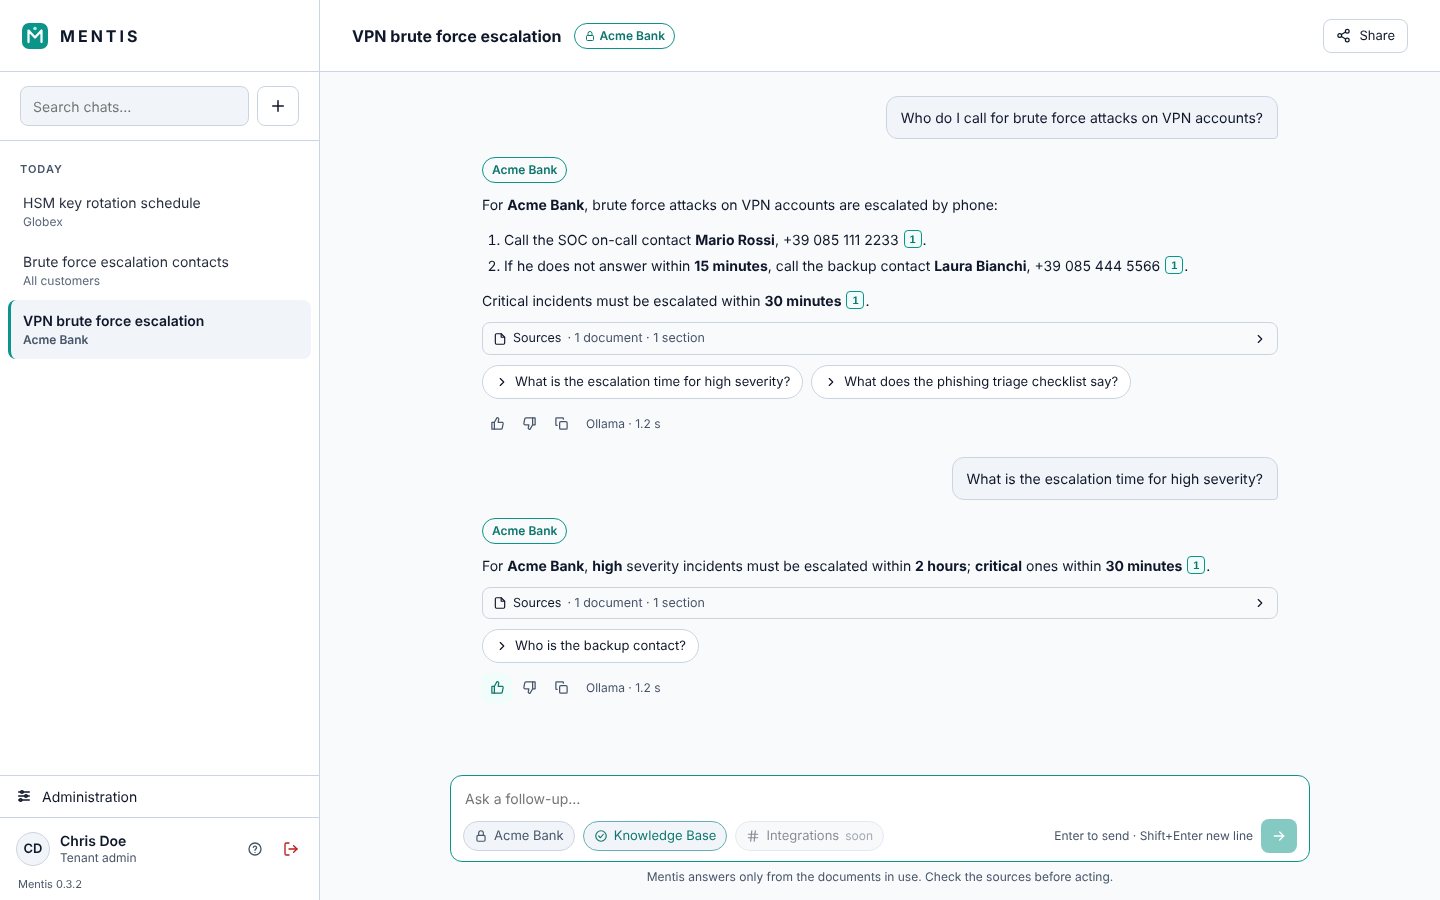 MENTIS
VPN brute force escalation
Acme Bank
Share
Search chats...
TODAY
HSM key rotation schedule
Globex
Brute force escalation contacts
All customers
VPN brute force escalation
Acme Bank
Who do I call for brute force attacks on VPN accounts?
Acme Bank
For Acme Bank, brute force attacks on VPN accounts are escalated by phone:
1. Call the SOC on-call contact Mario Rossi, +39 085 111 2233 1.
2. If he does not answer within 15 minutes, call the backup contact Laura Bianchi, +39 085 444 5566 1.
Critical incidents must be escalated within 30 minutes 1.
Sources · 1 document · 1 section
What is the escalation time for high severity?
What does the phishing triage checklist say?
Ollama · 1.2 s
What is the escalation time for high severity?
Acme Bank
For Acme Bank, high severity incidents must be escalated within 2 hours; critical ones within 30 minutes 1.
Sources · 1 document · 1 section
Who is the backup contact?
Ollama · 1.2 s
Ask a follow-up...
Acme Bank
Knowledge Base
Integrations soon
Enter to send · Shift+Enter new line
Mentis answers only from the documents in use. Check the sources before acting.
Administration
CD
Chris Doe
Tenant admin
Mentis 0.3.2